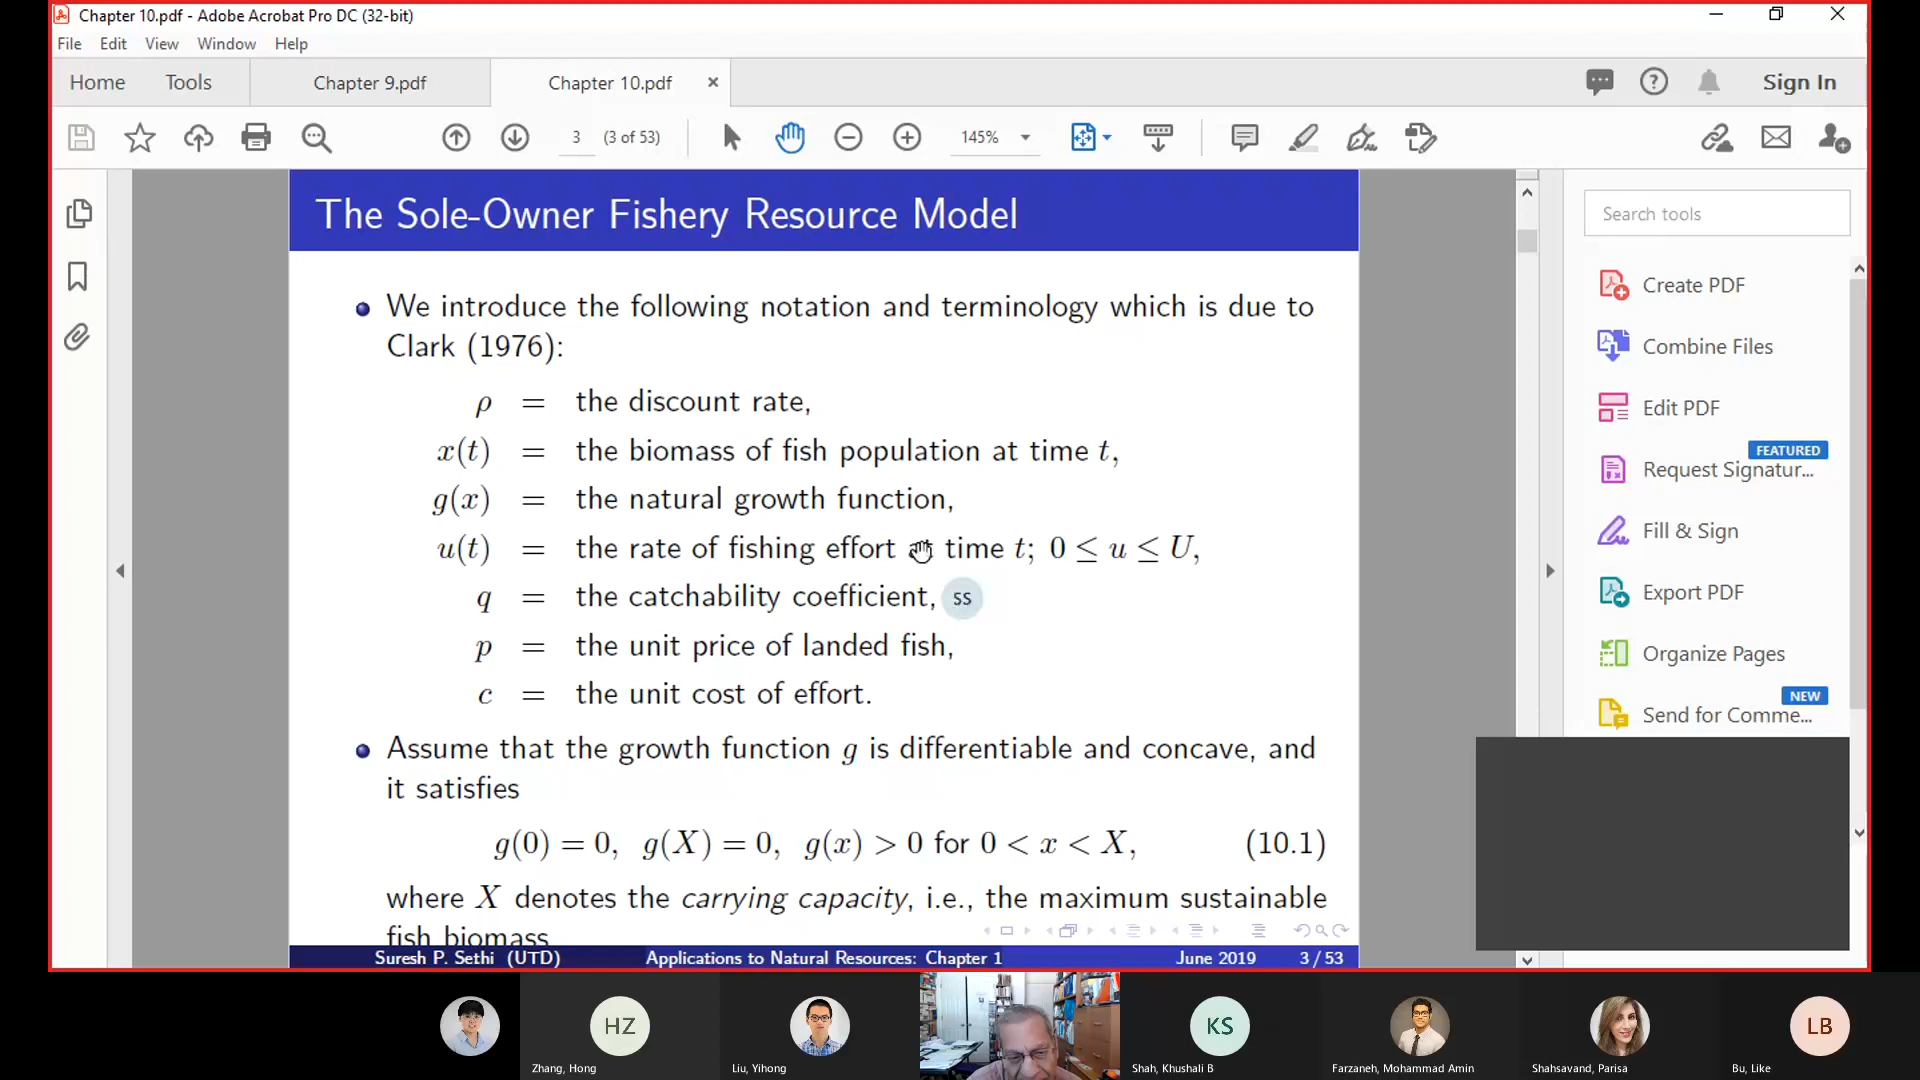 Chapter 10.pdf - Adobe Acrobat Pro DC (32-bit)
File Edit View Window Help
Home Tools Chapter 9.pdf Chapter 10.pdf × Sign In
3 (3 of 53) 145%
The Sole-Owner Fishery Resource Model
We introduce the following notation and terminology which is due to
Clark (1976):
ρ = the discount rate,
x(t) = the biomass of fish population at time t,
g(x) = the natural growth function,
u(t) = the rate of fishing effort time t; 0 ≤ u ≤ U,
q = the catchability coefficient, SS
p = the unit price of landed fish,
c = the unit cost of effort.
Assume that the growth function g is differentiable and concave, and
it satisfies
g(0) = 0, g(X) = 0, g(x) > 0 for 0 < x < X, (10.1)
where X denotes the carrying capacity, i.e., the maximum sustainable
fish biomass
Suresh P. Sethi (UTD) Applications to Natural Resources: Chapter 1 June 2019 3 / 53
Search tools
Create PDF
Combine Files
Edit PDF
FEATURED
Request Signatur...
Fill & Sign
Export PDF
Organize Pages
NEW
Send for Comme...
HZ KS LB
Zhang, Hong Liu, Yihong Shah, Khushali B Farzaneh, Mohammad Amin Shahsavand, Parisa Bu, Like